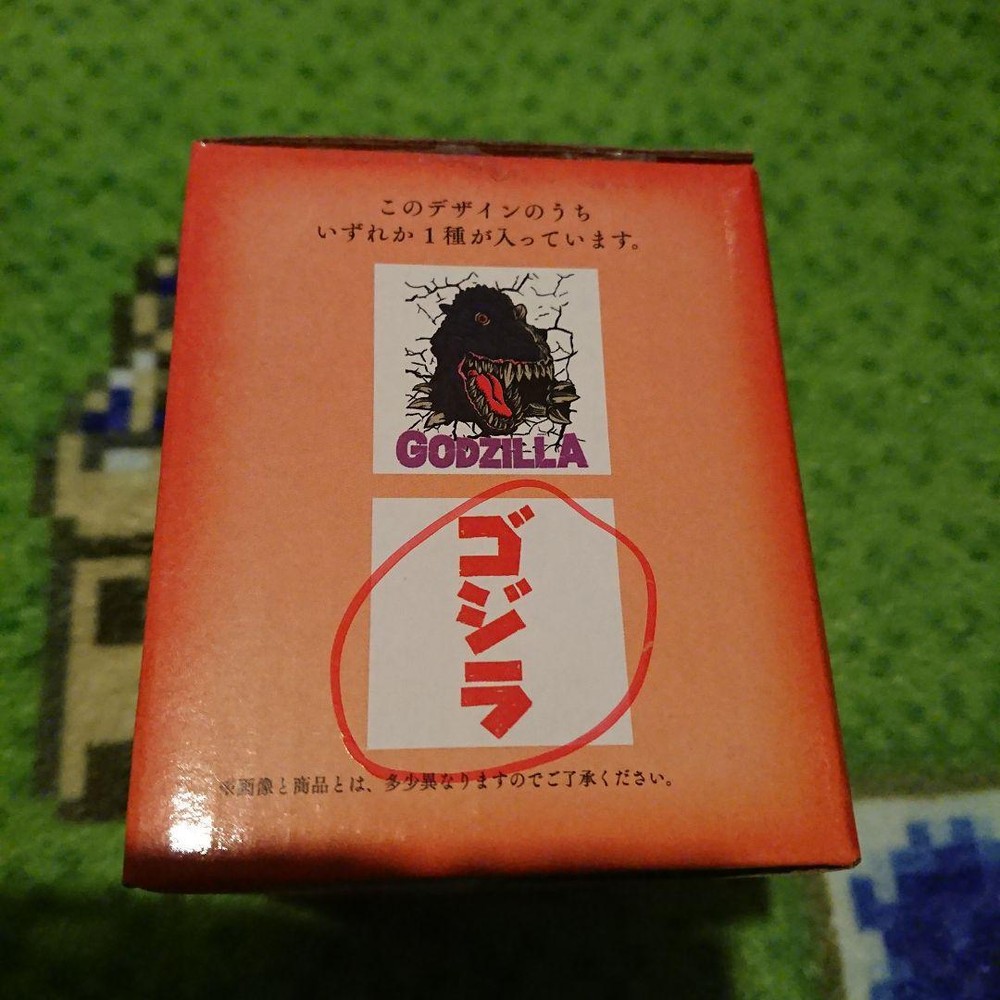 このデザインのうち
いずれか1種が入っています。
GODZILLA
ゴジラ
※画像と商品とは、多少異なりますのでご了承ください。